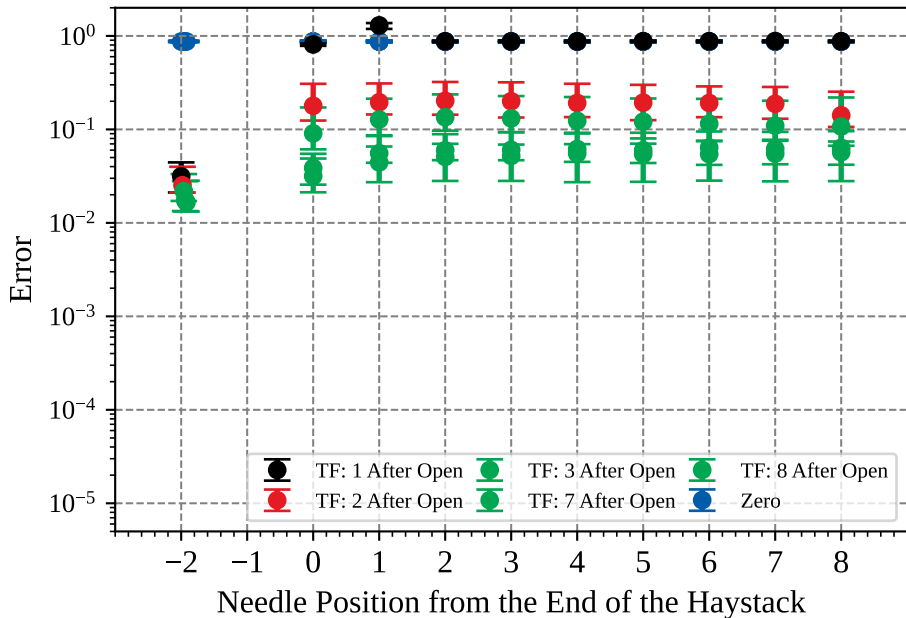 10⁰
10⁻¹
10⁻²
10⁻³
10⁻⁴
10⁻⁵
Error
TF: 1 After Open
TF: 3 After Open
TF: 8 After Open
TF: 2 After Open
TF: 7 After Open
Zero
−2 −1 0 1 2 3 4 5 6 7 8
Needle Position from the End of the Haystack